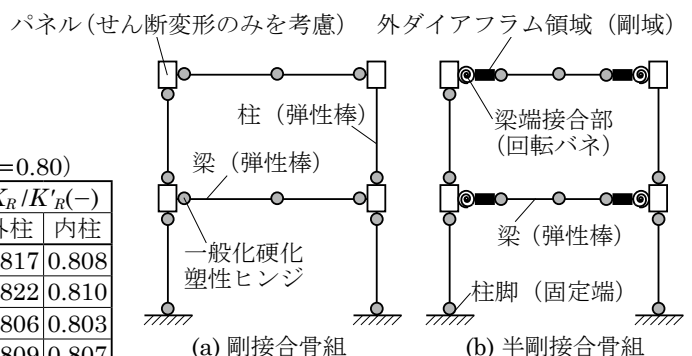 パネル(せん断変形のみを考慮)
外ダイアフラム領域(剛域)
柱(弾性棒)
梁(弾性棒)
一般化硬化
塑性ヒンジ
(a) 剛接合骨組
梁端接合部
(回転バネ)
梁(弾性棒)
柱脚(固定端)
(b) 半剛接合骨組
=0.80)
/K'R(-)
柱 内柱
817 0.808
822 0.810
806 0.803
809 0.807